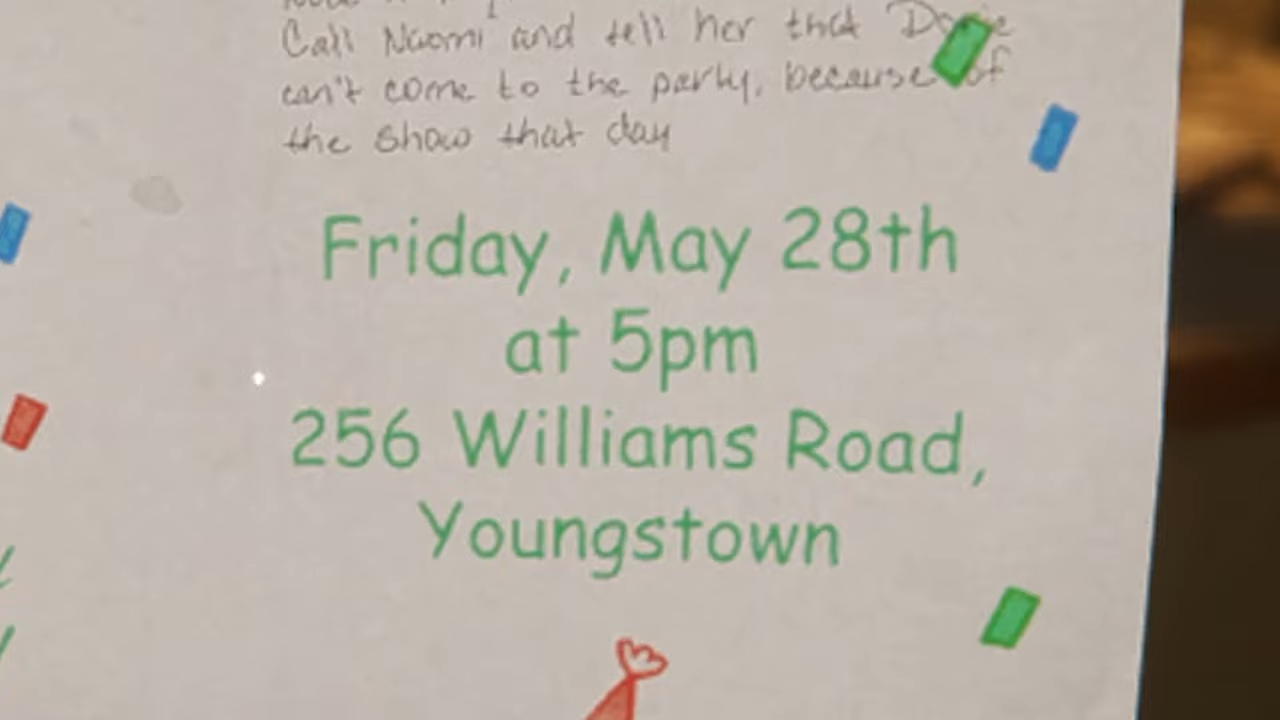 Call Naomi and tell her that
can't come to the party, because of
the show that day
Friday, May 28th
at 5pm
256 Williams Road,
Youngstown